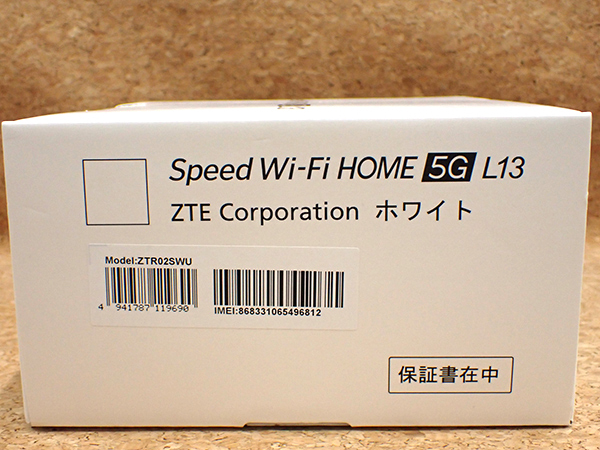 Speed Wi-Fi HOME 5G L13
ZTE Corporation ホワイト
Model:ZTR02SWU
4 941787 119690
IMEI:868331065496812
保証書在中